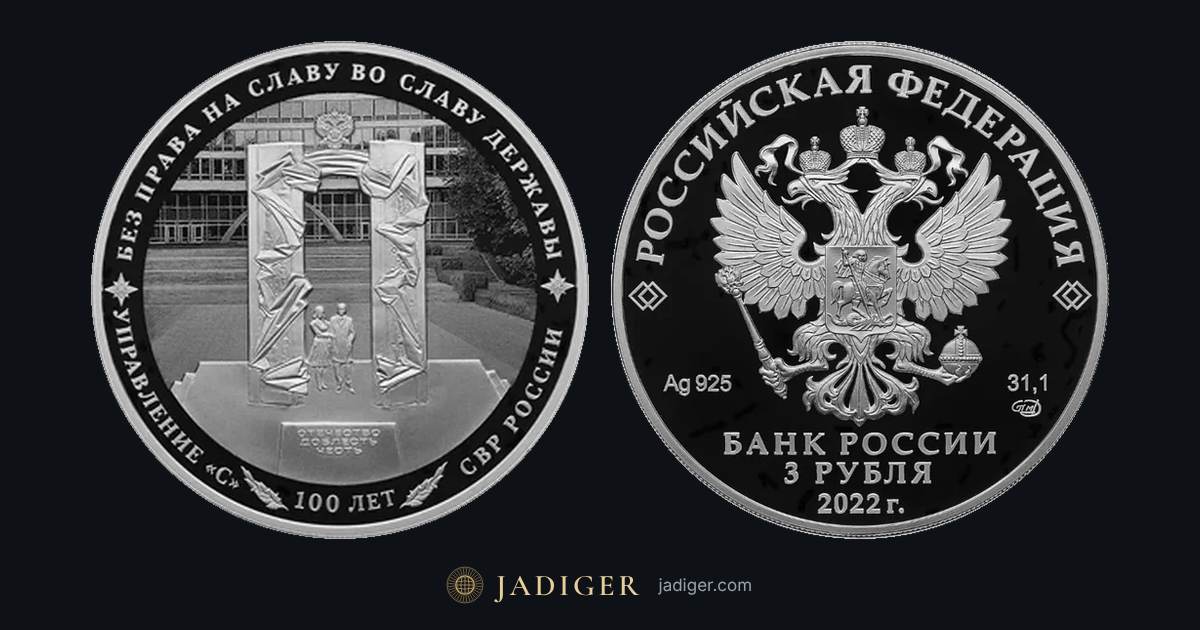 БЕЗ ПРАВА НА СЛАВУ ВО СЛАВУ ДЕРЖАВЫ
УПРАВЛЕНИЕ «С»
100 ЛЕТ
СВР РОССИИ
ОТЕЧЕСТВО
ДОБЛЕСТЬ
ЧЕСТЬ
РОССИЙСКАЯ ФЕДЕРАЦИЯ
Ag 925
31,1
БАНК РОССИИ
3 РУБЛЯ
2022 г.
JADIGER jadiger.com